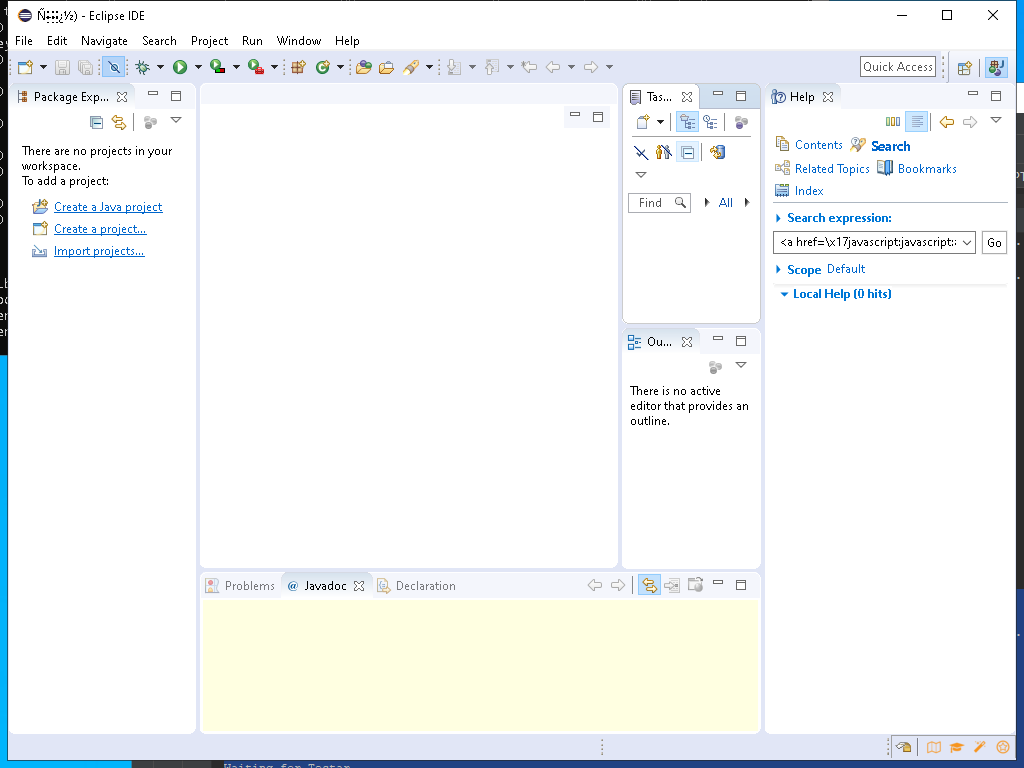 - Eclipse IDE
File Edit Navigate Search Project Run Window Help
Quick Access
Package Exp...
There are no projects in your
workspace.
To add a project:
Create a Java project
Create a project...
Import projects...
Tas...
Find
All
Ou...
There is no active
editor that provides an
outline.
Help
Contents Search
Related Topics Bookmarks
Index
Search expression:
<a href=\x17javascript:javascript:
Go
Scope Default
Local Help (0 hits)
Problems @ Javadoc Declaration
Waiting for Testar